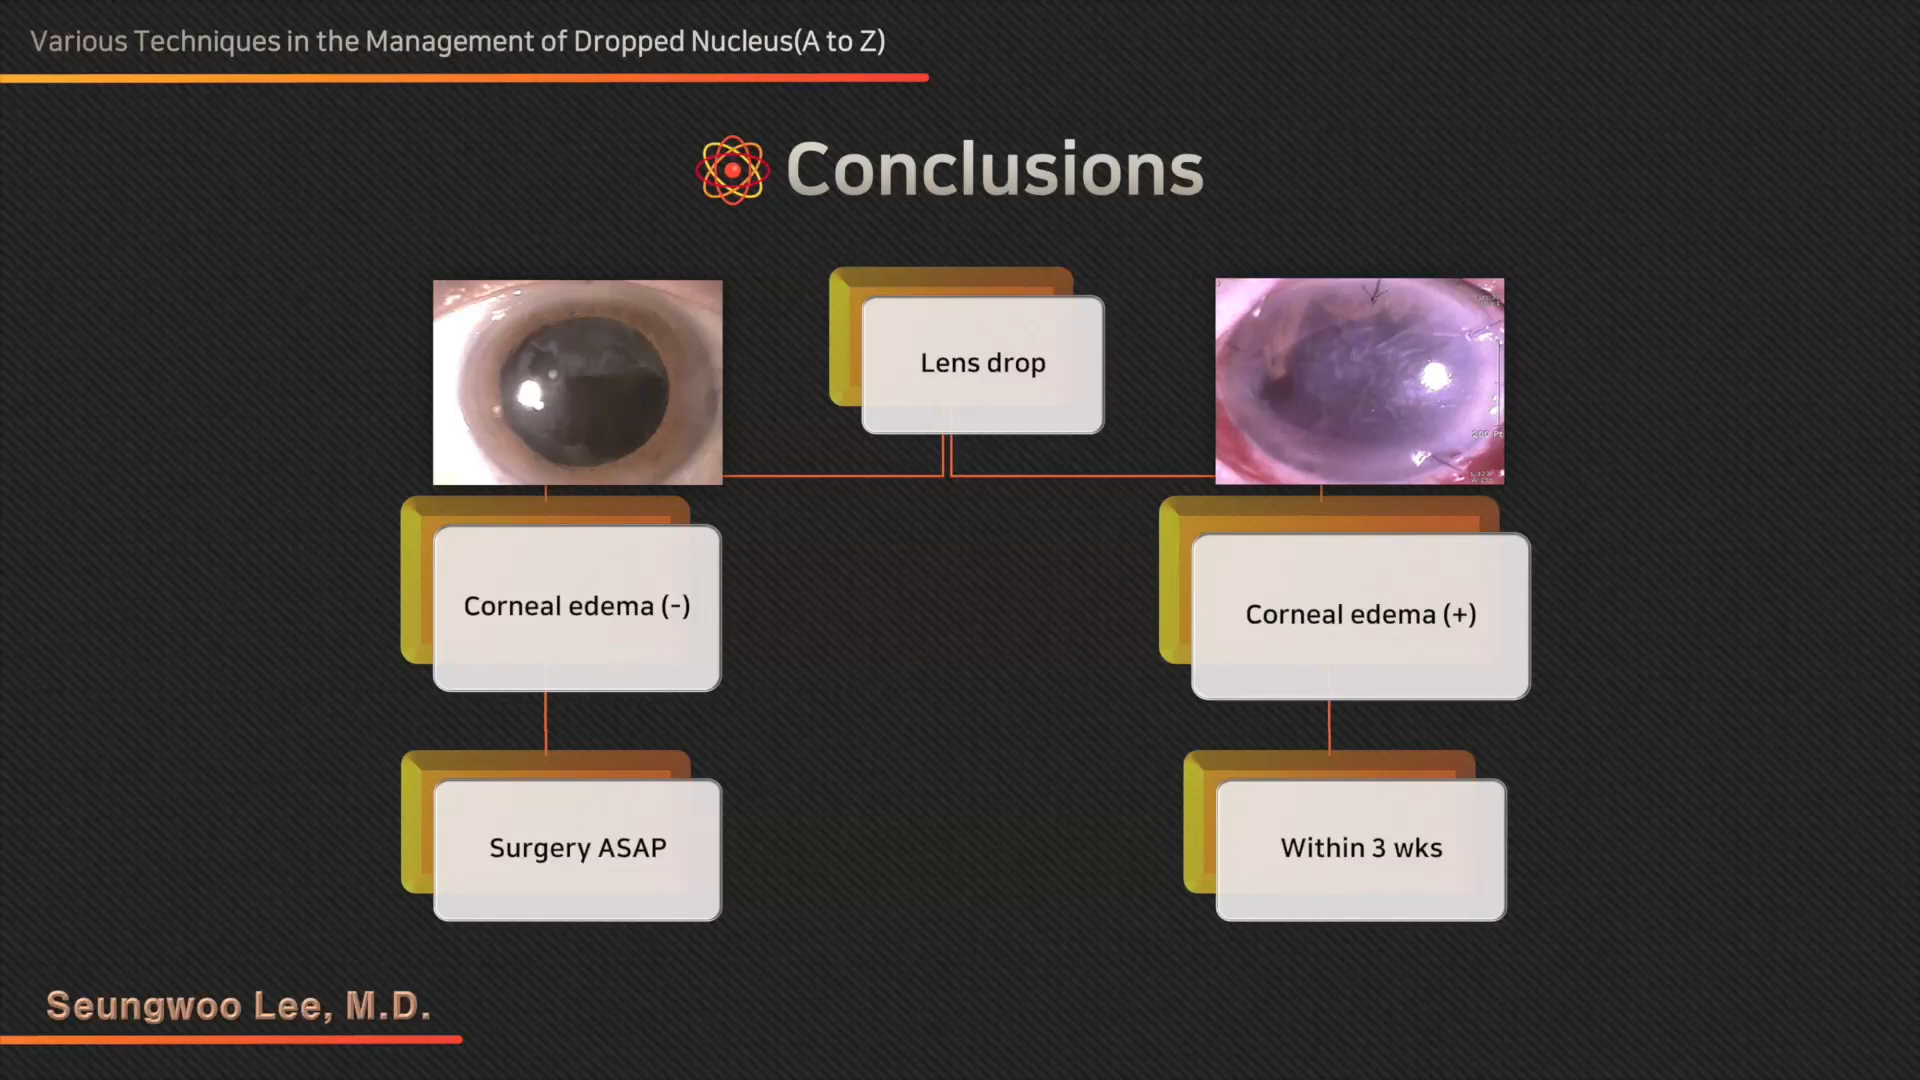 Various Techniques in the Management of Dropped Nucleus(A to Z)
Conclusions
Lens drop
Corneal edema (-)
Corneal edema (+)
Surgery ASAP
Within 3 wks
Seungwoo Lee, M.D.